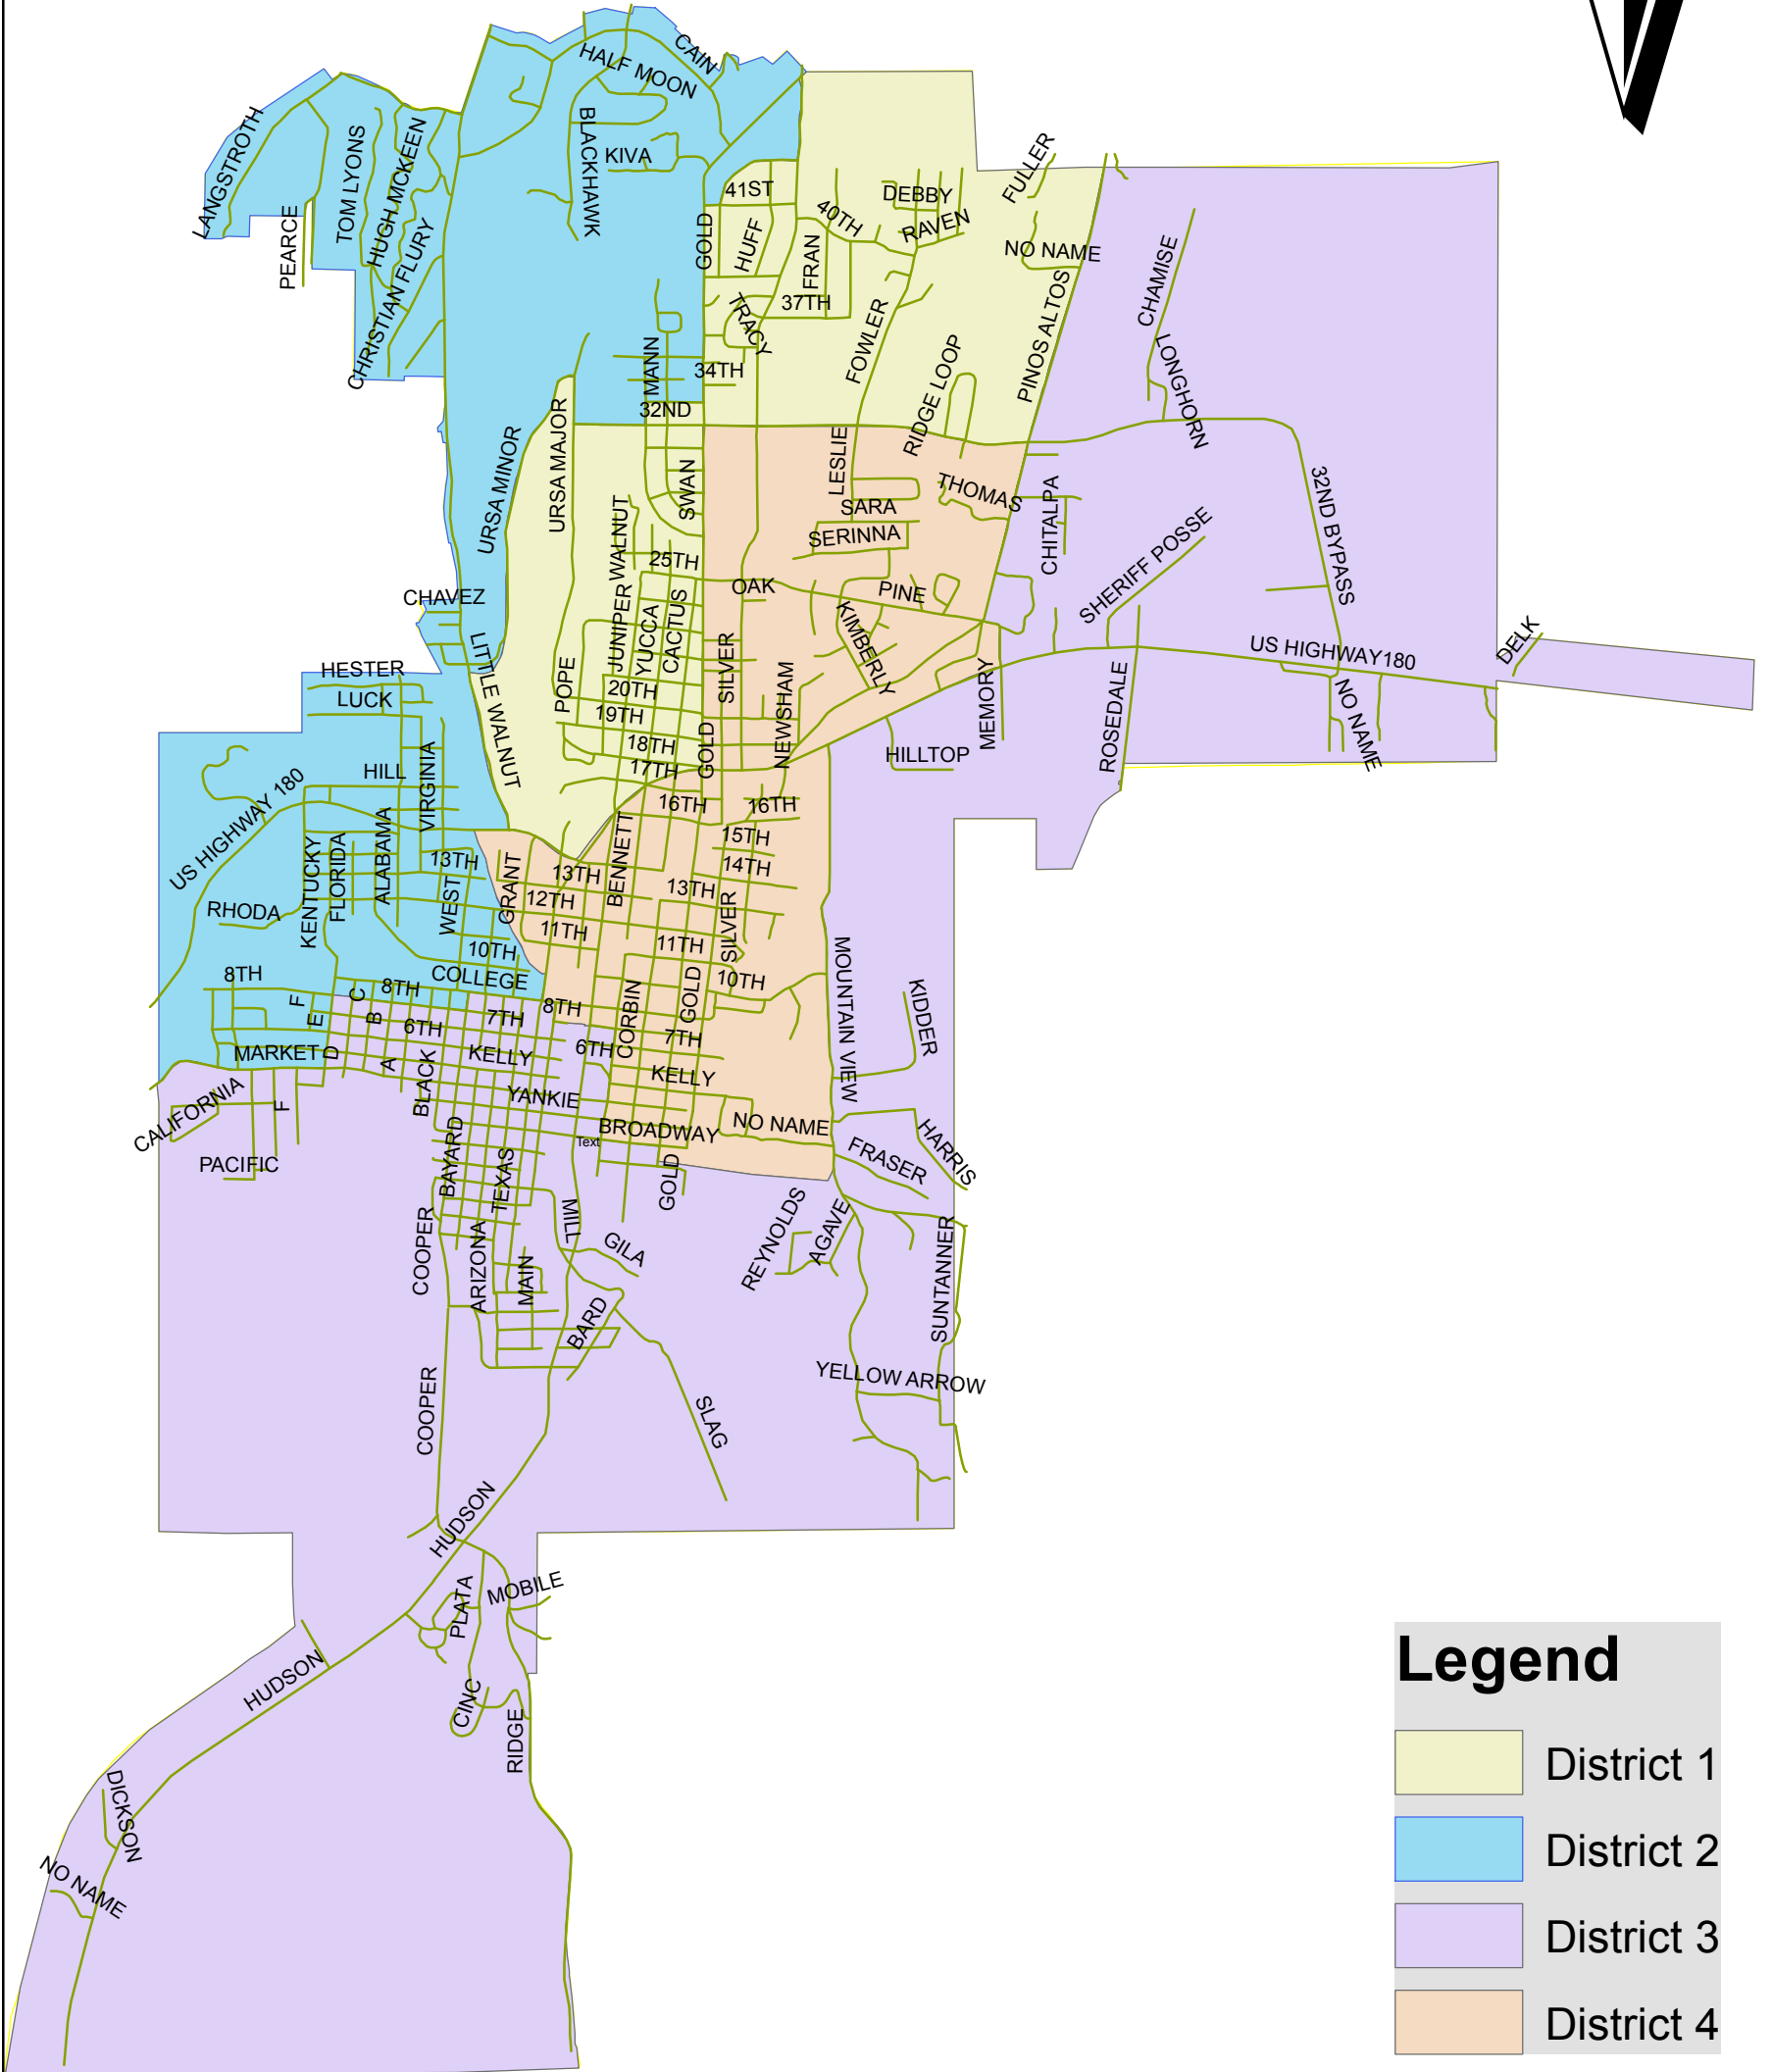 CAIN
HALF MOON
LANGSTROTH
TOM LYONS
HUGH MCKEEN
BLACKHAWK
KIVA
FULLER
PEARCE
CHRISTIAN FLURY
41ST
DEBBY
40TH
RAVEN
GOLD
HUFF
FRAN
NO NAME
CHAMISE
37TH
TRACY
FOWLER
PINOS ALTOS
LONGHORN
MANN
34TH
RIDGE LOOP
32ND
URSA MAJOR
URSA MINOR
LESLIE
SWAN
THOMAS
32ND BYPASS
SARA
CHITALPA
WALNUT
SERINNA
SHERIFF POSSE
25TH
OAK
PINE
CHAVEZ
JUNIPER
YUCCA
CACTUS
KIMBERLY
DELK
LITTLE WALNUT
US HIGHWAY180
HESTER
LUCK
POPE
20TH
SILVER
NEWSHAM
MEMORY
ROSEDALE
NO NAME
19TH
18TH
GOLD
HILLTOP
17TH
HILL
VIRGINIA
US HIGHWAY 180
16TH
16TH
ALABAMA
15TH
KENTUCKY
FLORIDA
13TH
GRANT
13TH
BENNETT
14TH
13TH
WEST
12TH
RHODA
SILVER
11TH
11TH
10TH
MOUNTAIN VIEW
8TH
COLLEGE
10TH
GOLD
KIDDER
8TH
C
F
8TH
CORBIN
E
B
7TH
6TH
7TH
6TH
MARKET
D
A
KELLY
KELLY
BLACK
YANKIE
CALIFORNIA
F
BROADWAY
NO NAME
Text
HARRIS
FRASER
PACIFIC
BAYARD
TEXAS
GOLD
MILL
REYNOLDS
AGAVE
COOPER
GILA
SUNTANNER
ARIZONA
MAIN
BARD
YELLOW ARROW
COOPER
SLAG
HUDSON
PLATA
MOBILE
HUDSON
CINC
RIDGE
DICKSON
NO NAME
Legend
District 1
District 2
District 3
District 4